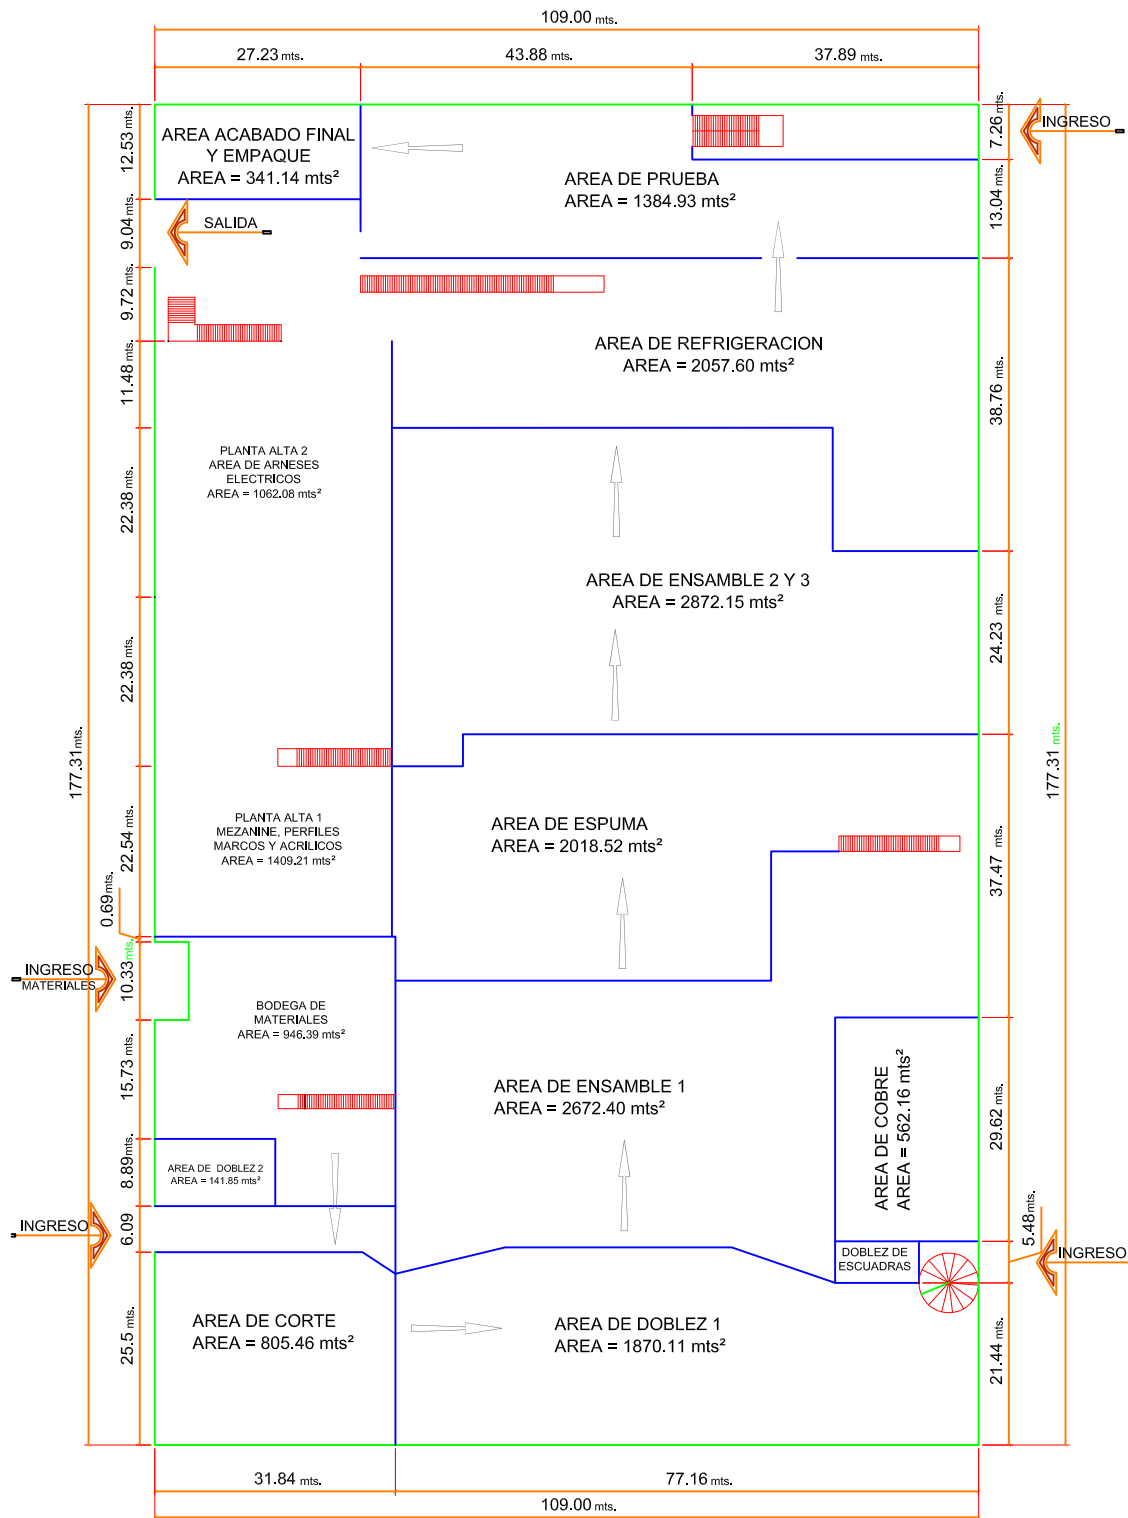 109.00 mts.
27.23 mts.
43.88 mts.
37.89 mts.
12.53 mts.
AREA ACABADO FINAL
Y EMPAQUE
AREA = 341.14 mts²
7.26 mts.
INGRESO
AREA DE PRUEBA
AREA = 1384.93 mts²
13.04 mts.
9.04 mts.
SALIDA
9.72 mts.
11.48 mts.
AREA DE REFRIGERACION
AREA = 2057.60 mts²
38.76 mts.
PLANTA ALTA 2
AREA DE ARNESES
ELECTRICOS
AREA = 1062.08 mts²
22.38 mts.
AREA DE ENSAMBLE 2 Y 3
AREA = 2872.15 mts²
24.23 mts.
22.38 mts.
177.31 mts.
177.31 mts.
22.54 mts.
PLANTA ALTA 1
MEZANINE, PERFILES
MARCOS Y ACRILICOS
AREA = 1409.21 mts²
AREA DE ESPUMA
AREA = 2018.52 mts²
37.47 mts.
0.69 mts.
INGRESO
MATERIALES
10.33 mts.
BODEGA DE
MATERIALES
AREA = 946.39 mts²
15.73 mts.
AREA DE ENSAMBLE 1
AREA = 2672.40 mts²
AREA DE COBRE
AREA = 562.16 mts²
29.62 mts.
8.89 mts.
AREA DE DOBLEZ 2
AREA = 141.85 mts²
INGRESO
6.09
5.48 mts.
DOBLEZ DE
ESCUADRAS
INGRESO
25.5 mts.
AREA DE CORTE
AREA = 805.46 mts²
AREA DE DOBLEZ 1
AREA = 1870.11 mts²
21.44 mts.
31.84 mts.
77.16 mts.
109.00 mts.